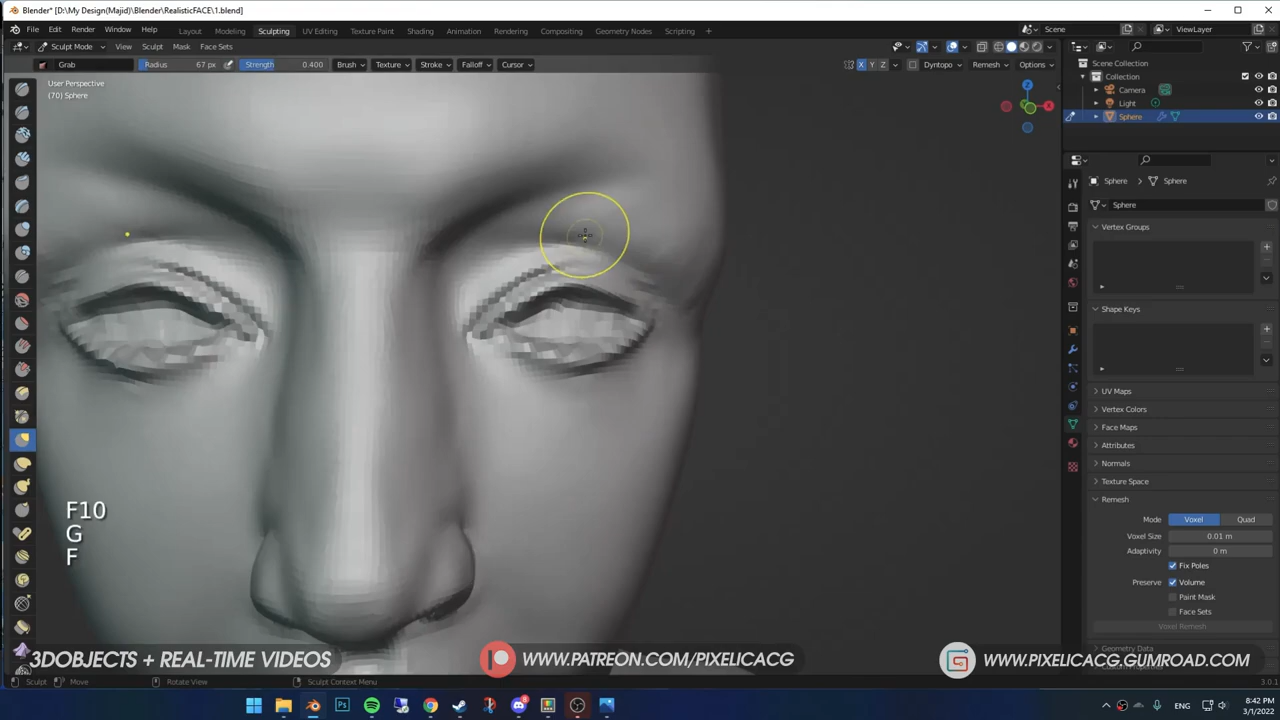 Blender* [D:\My Design(Majid)\Blender\RealisticFACE\1.blend]
File Edit Render Window Help Layout Modeling Sculpting UV Editing Texture Paint Shading Animation Rendering Compositing Geometry Nodes Scripting + Scene ViewLayer
Sculpt Mode View Sculpt Mask Face Sets
Grab Radius 67 px Strength 0.400 Brush Texture Stroke Falloff Cursor X Y Z Dyntopo Remesh Options
User Perspective
(70) Sphere
Z
X
Scene Collection
Collection
Camera
Light
Sphere
Sphere > Sphere
Sphere
Vertex Groups
Shape Keys
UV Maps
Vertex Colors
Face Maps
Attributes
Normals
Texture Space
Remesh
Mode Voxel Quad
Voxel Size 0.01 m
Adaptivity 0 m
Fix Poles
Preserve Volume
Paint Mask
Face Sets
Voxel Remesh
Geometry Data
F10
G
F
3DOBJECTS + REAL-TIME VIDEOS
WWW.PATREON.COM/PIXELICACG
WWW.PIXELICACG.GUMROAD.COM
Sculpt Move Rotate View Sculpt Context Menu 3.0.1
Ps ENG 8:42 PM
3/1/2022